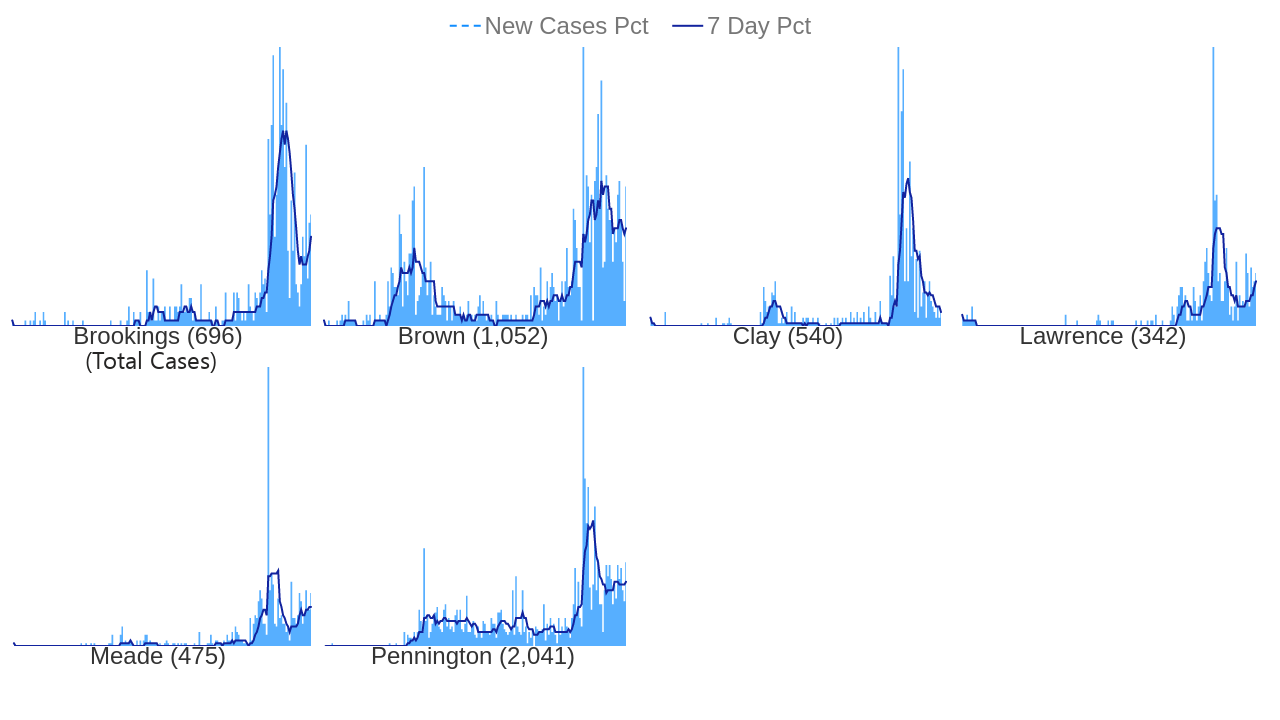 New Cases Pct 7 Day Pct
Brookings (696)
(Total Cases)
Brown (1,052)
Clay (540)
Lawrence (342)
Meade (475)
Pennington (2,041)